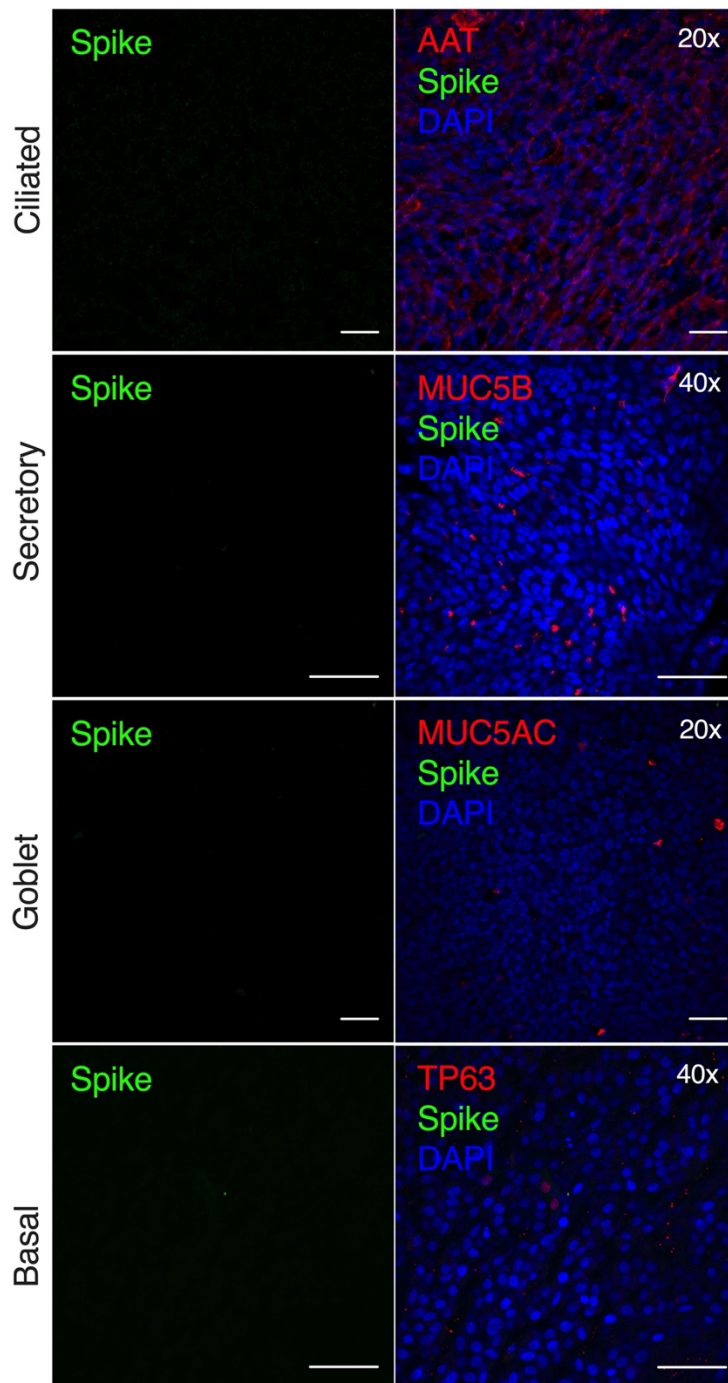 Ciliated
Spike
AAT
Spike
DAPI
20x
Secretory
Spike
MUC5B
Spike
DAPI
40x
Goblet
Spike
MUC5AC
Spike
DAPI
20x
Basal
Spike
TP63
Spike
DAPI
40x